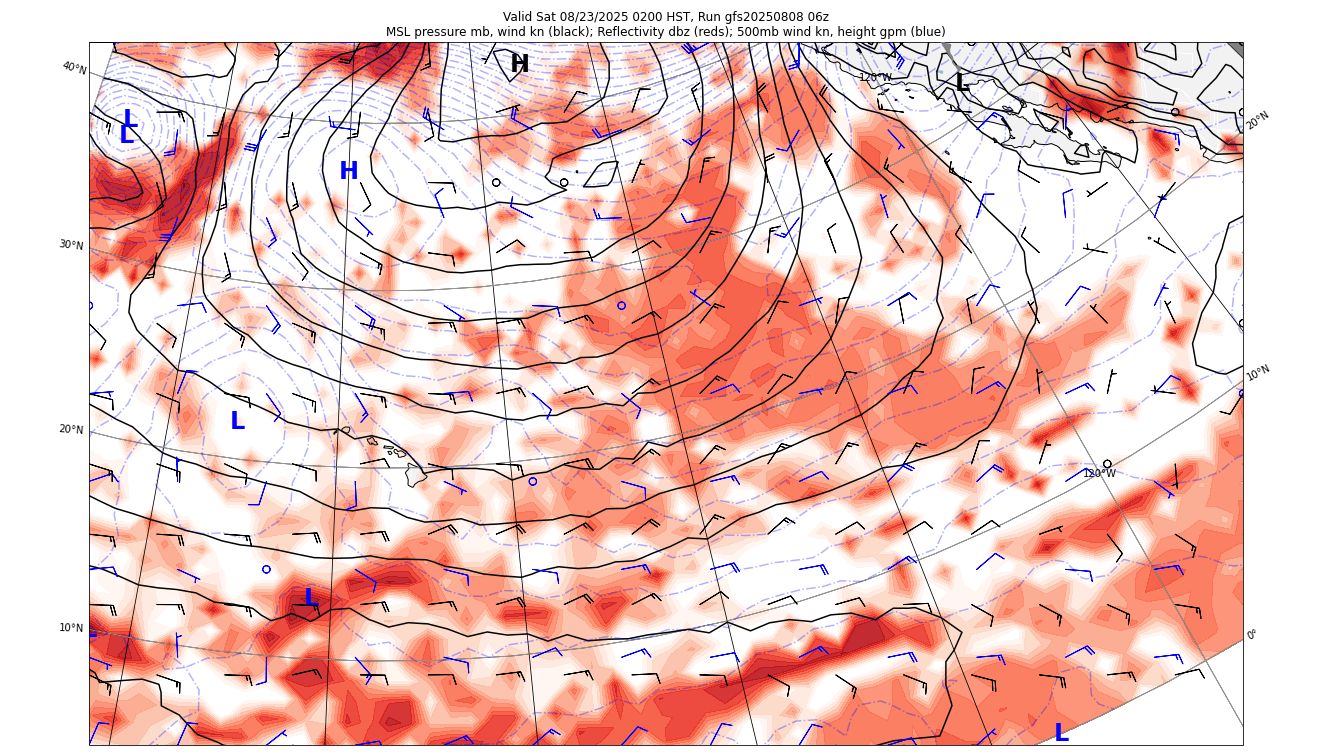 Valid Sat 08/23/2025 0200 HST, Run gfs20250808 06z
MSL pressure mb, wind kn (black); Reflectivity dbz (reds); 500mb wind kn, height gpm (blue)
H
40°N
120°W
L
L
20°N
L
H
30°N
10°N
L
20°N
120°W
L
10°N
0°
L